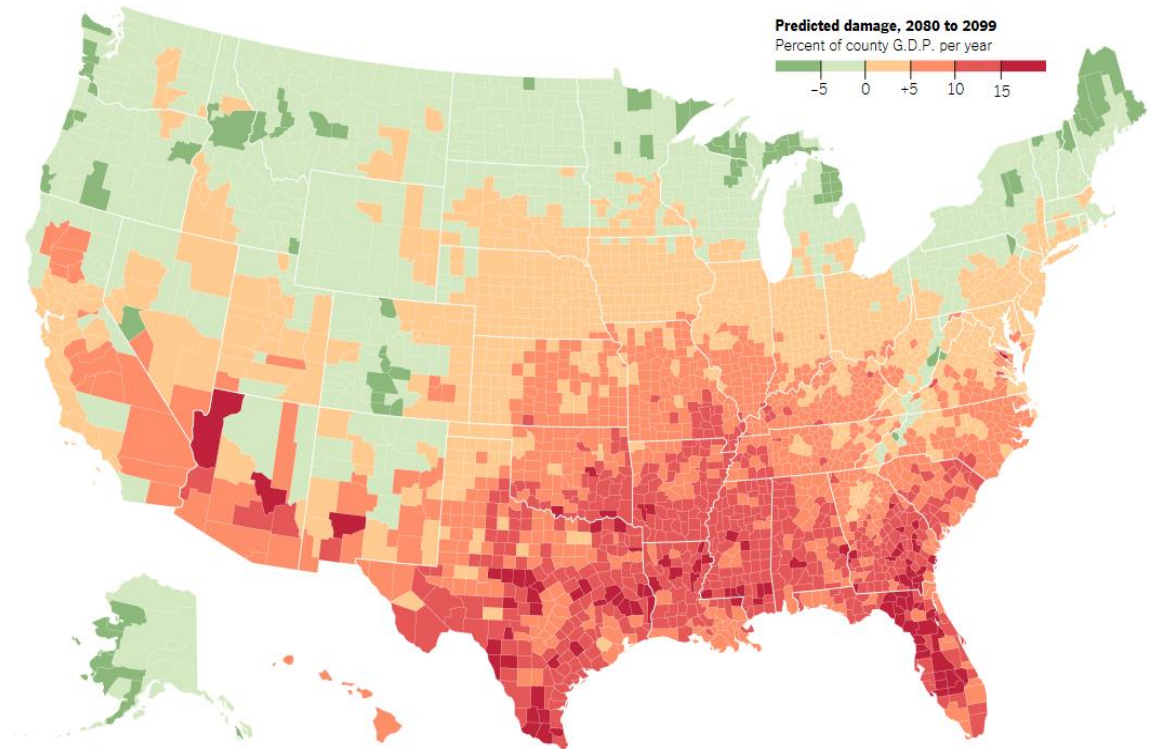 Predicted damage, 2080 to 2099
Percent of county G.D.P. per year
–5 0 +5 10 15